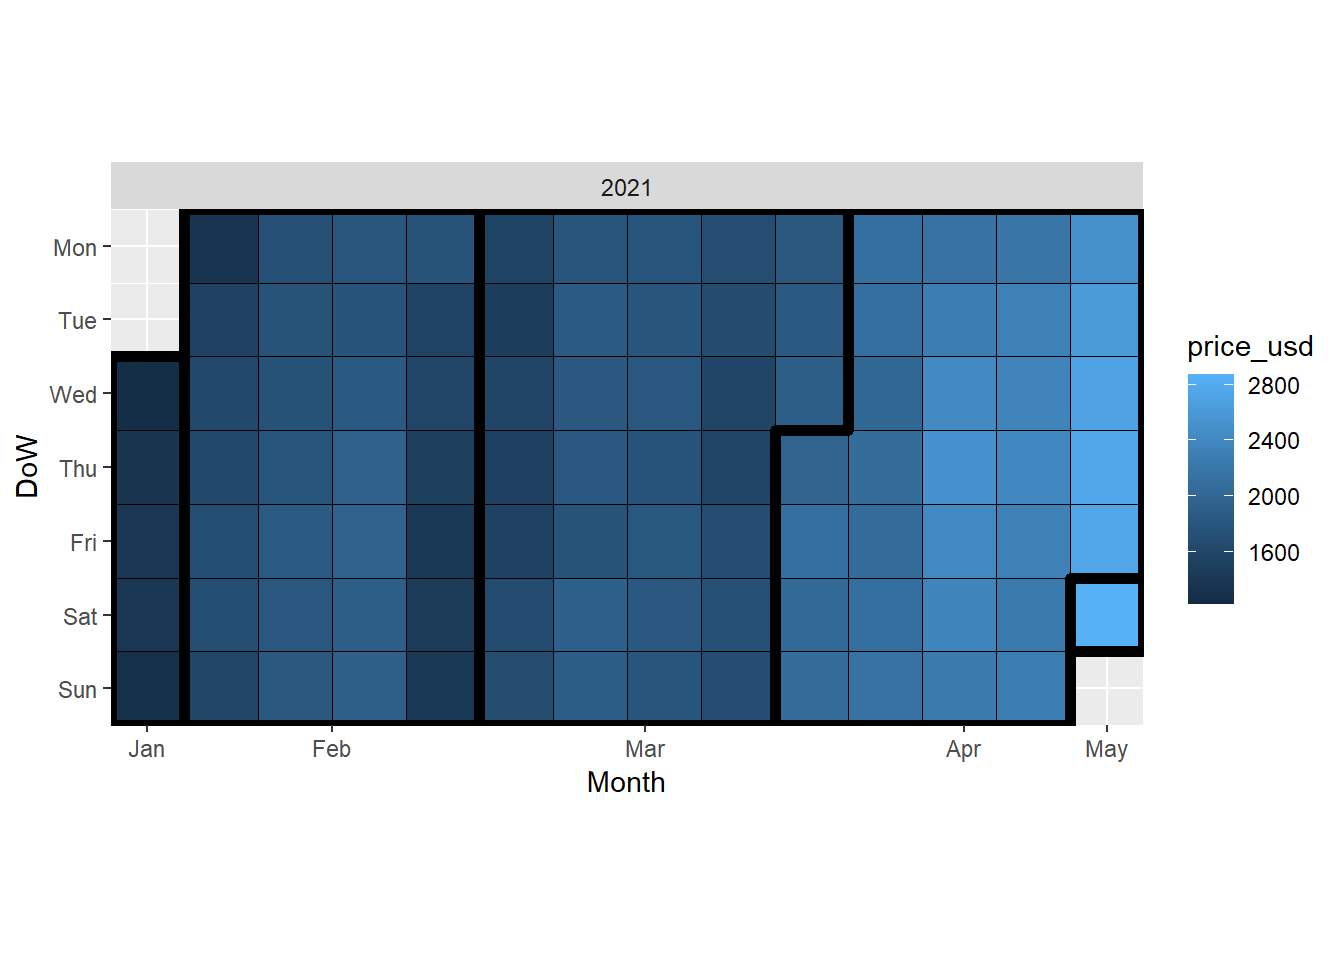 2021
Mon
Tue
Wed
Thu
Fri
Sat
Sun
DoW
Jan Feb Mar Apr May
Month
price_usd
2800
2400
2000
1600